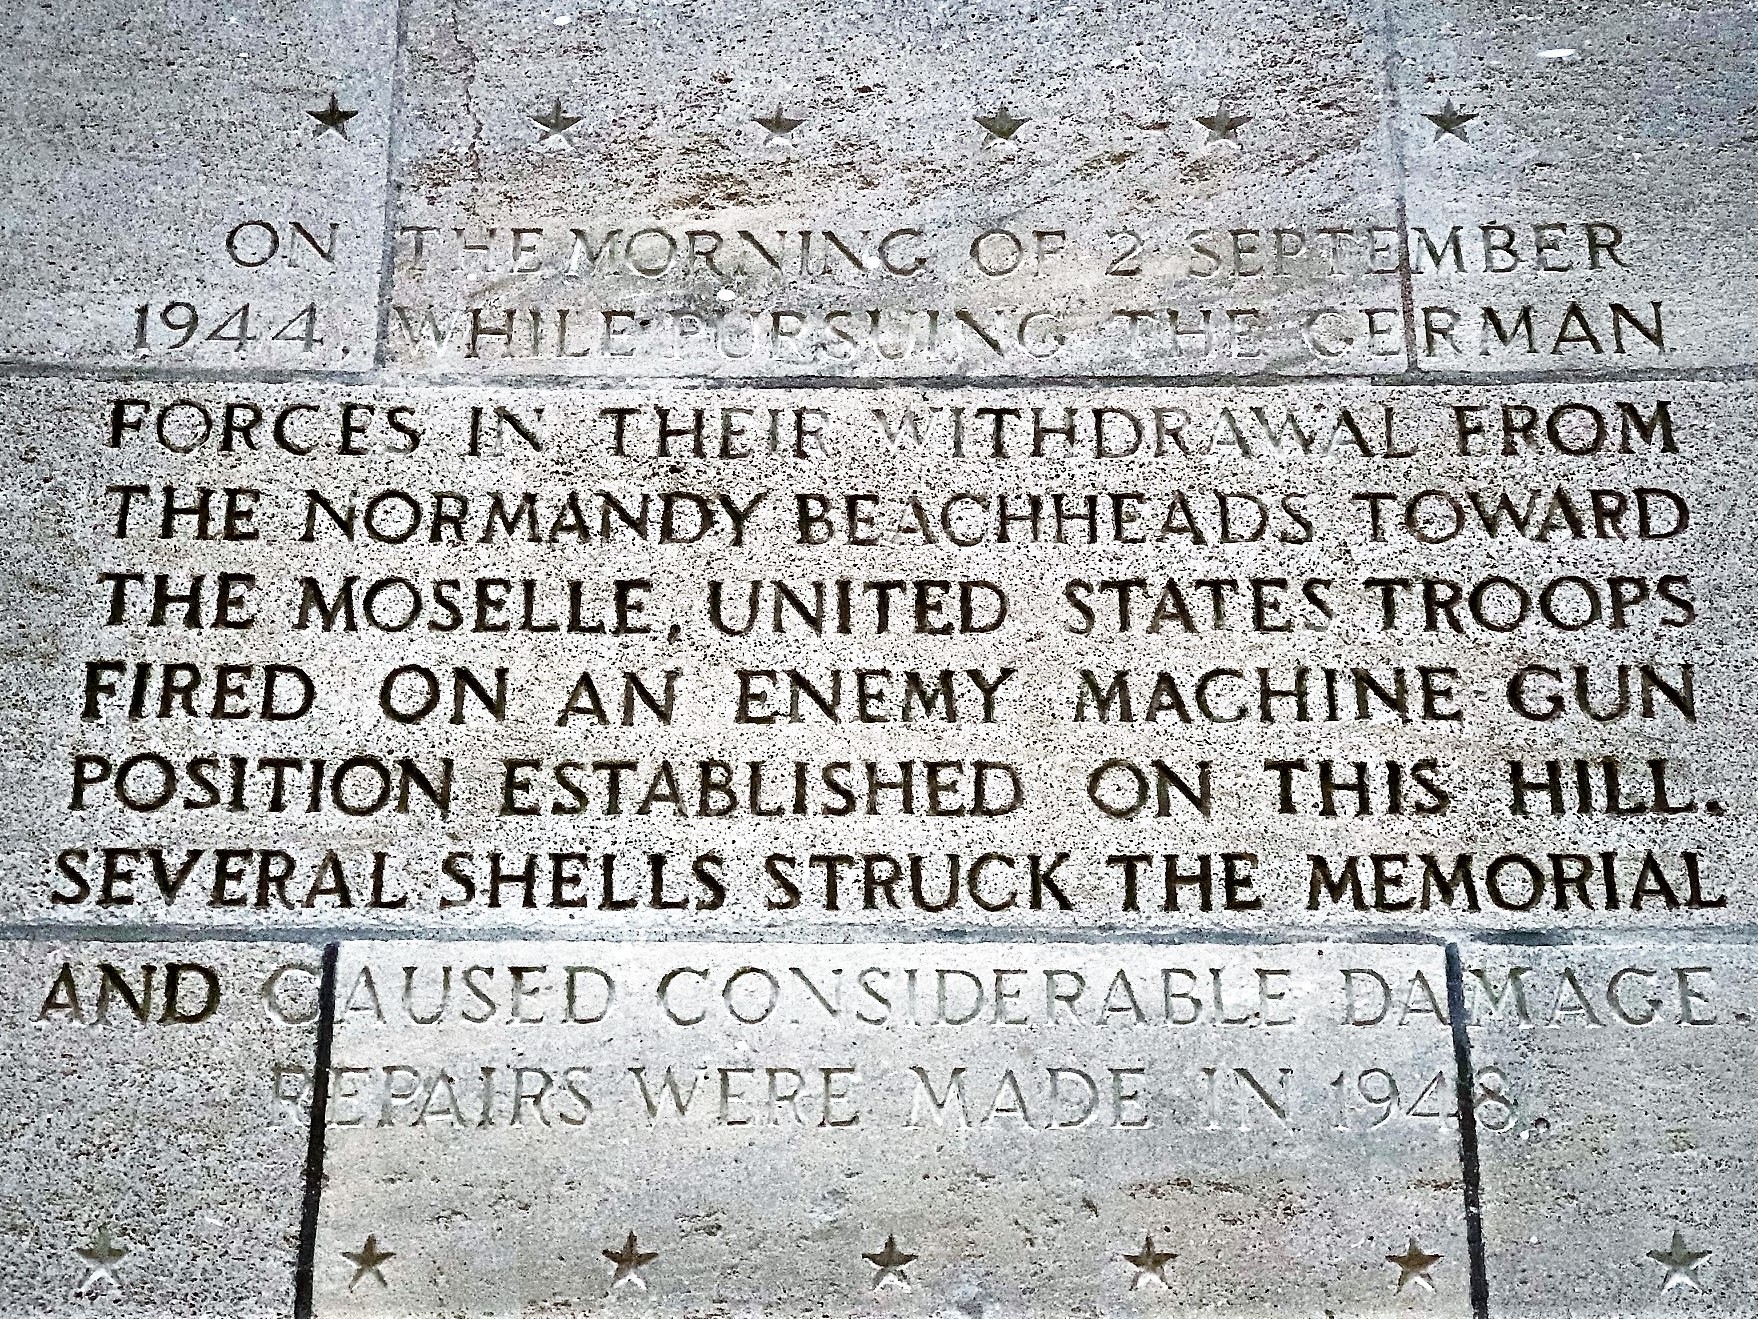 ON THE MORNING OF 2 SEPTEMBER
1944, WHILE PURSUING THE GERMAN
FORCES IN THEIR WITHDRAWAL FROM
THE NORMANDY BEACHHEADS TOWARD
THE MOSELLE, UNITED STATES TROOPS
FIRED ON AN ENEMY MACHINE GUN
POSITION ESTABLISHED ON THIS HILL.
SEVERAL SHELLS STRUCK THE MEMORIAL
AND CAUSED CONSIDERABLE DAMAGE.
REPAIRS WERE MADE IN 1948.